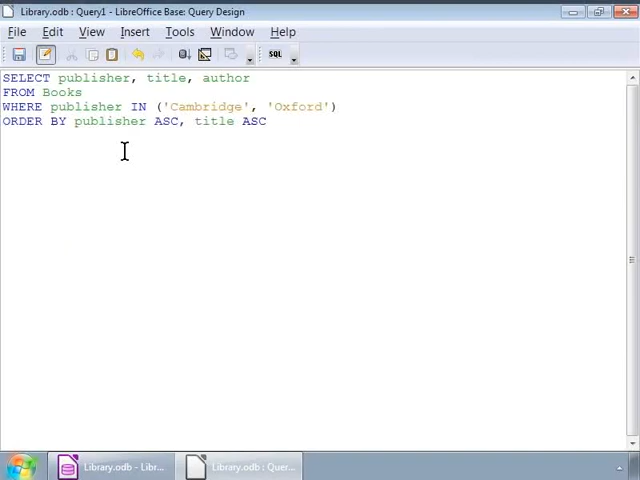 Library.odb : Query1 - LibreOffice Base: Query Design
File Edit View Insert Tools Window Help
SQL
SELECT publisher, title, author
FROM Books
WHERE publisher IN ('Cambridge', 'Oxford')
ORDER BY publisher ASC, title ASC
Library.odb - Libr... Library.odb : Quer...